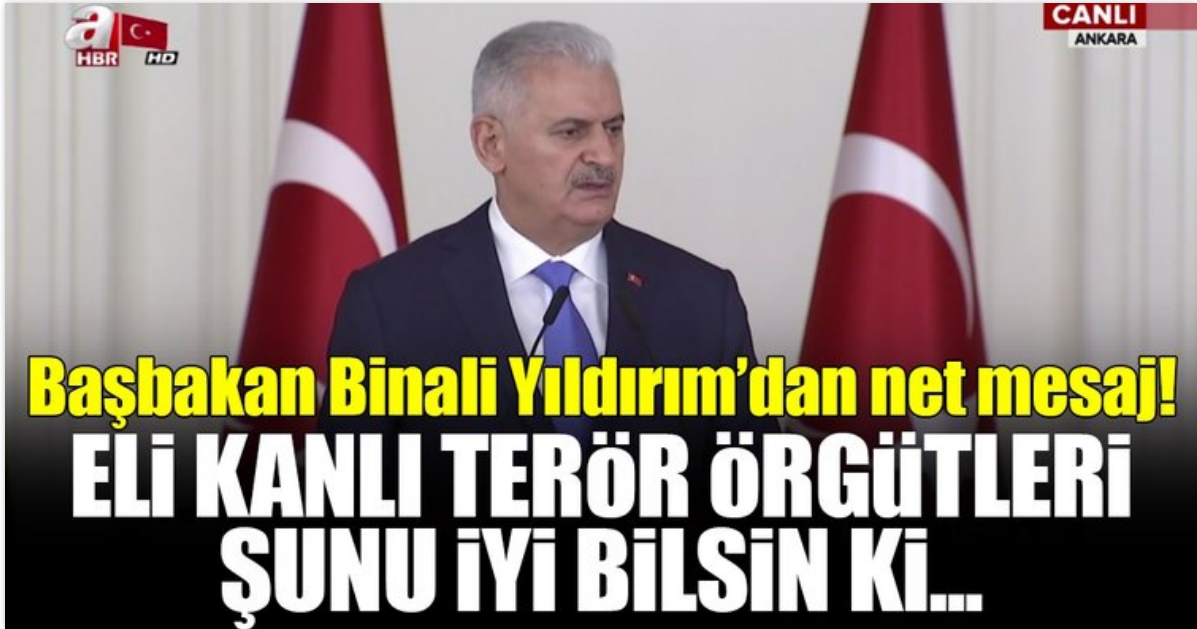 a
HBR HD
CANLI
ANKARA
Başbakan Binali Yıldırım’dan net mesaj!
ELİ KANLI TERÖR ÖRGÜTLERİ
ŞUNU İYİ BİLSİN Kİ...